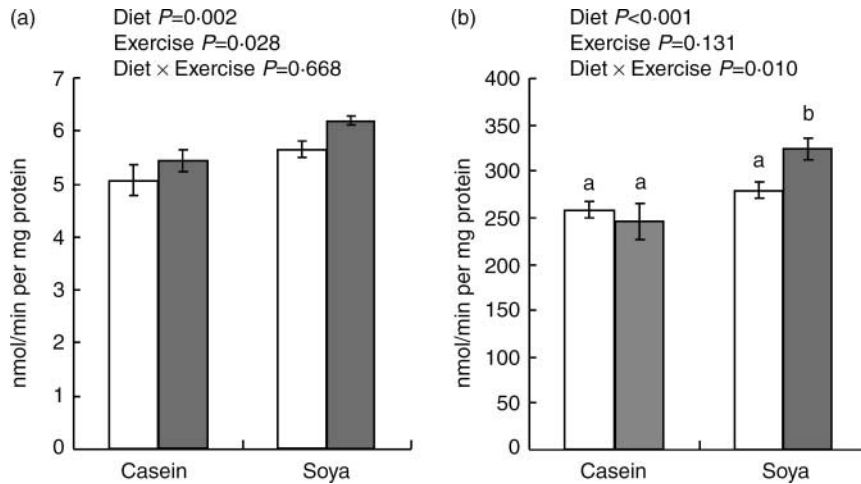 (a)
Diet P=0·002
Exercise P=0·028
Diet × Exercise P=0·668
7
6
5
4
3
2
1
0
nmol/min per mg protein
Casein
Soya
(b)
Diet P<0·001
Exercise P=0·131
Diet × Exercise P=0·010
400
350
300
250
200
150
100
50
0
nmol/min per mg protein
a
a
a
b
Casein
Soya